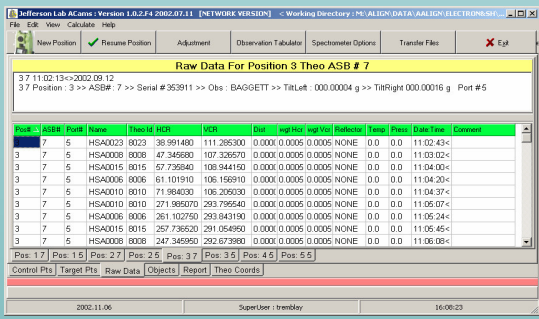 Jefferson Lab ACams : Version 1.0.2.F4 2002.07.11 [NETWORK VERSION] < Working Directory : M:\ALIGN\DATA\AALIGN\ELECTRON6SH\...
File Edit View Calculate Help
New Position Resume Position Adjustment Observation Tabulator Spectrometer Options Transfer Files Exit
Raw Data For Position 3 Theo ASB # 7
3 7 11:02:13<>2002.09.12
3 7 Position : 3 >> ASB# : 7 >> Serial # 353911 >> Obs : BAGGETT >> TiltLeft : 000.00004 g >> TiltRight 000.00016 g Port # 5
Pos# ASB# Port# Name Theo Id HCR VCR Dist wgt Hcr wgt Vcr Reflector Temp Press Date:Time Comment
7 5 HSA0023 8023 38.991480 111.285300 0.000( 0.0005 0.0005 NONE 0.0 0.0 11:02:43<
3 7 5 HSA0008 8008 47.345680 107.326570 0.000( 0.0005 0.0005 NONE 0.0 0.0 11:03:02<
3 7 5 HSA0015 8015 57.735840 108.944150 0.000( 0.0005 0.0005 NONE 0.0 0.0 11:04:00<
3 7 5 HSA0006 8006 61.101910 106.156910 0.000( 0.0005 0.0005 NONE 0.0 0.0 11:04:20<
3 7 5 HSA0010 8010 71.984030 106.205030 0.000( 0.0005 0.0005 NONE 0.0 0.0 11:04:37<
3 7 5 HSA0010 8010 271.985070 293.795540 0.000( 0.0005 0.0005 NONE 0.0 0.0 11:05:07<
3 7 5 HSA0006 8006 261.102750 293.843190 0.000( 0.0005 0.0005 NONE 0.0 0.0 11:05:24<
3 7 5 HSA0015 8015 257.736520 291.054950 0.000( 0.0005 0.0005 NONE 0.0 0.0 11:05:45<
3 7 5 HSA0008 8008 247.345950 292.673980 0.000( 0.0005 0.0005 NONE 0.0 0.0 11:06:08<
Pos: 1 7 Pos: 1 5 Pos: 2 7 Pos: 2 5 Pos: 3 7 Pos: 3 5 Pos: 4 5 Pos: 5 5
Control Pts Target Pts Raw Data Objects Report Theo Coords
2002.11.06 SuperUser : tremblay 16:08:23